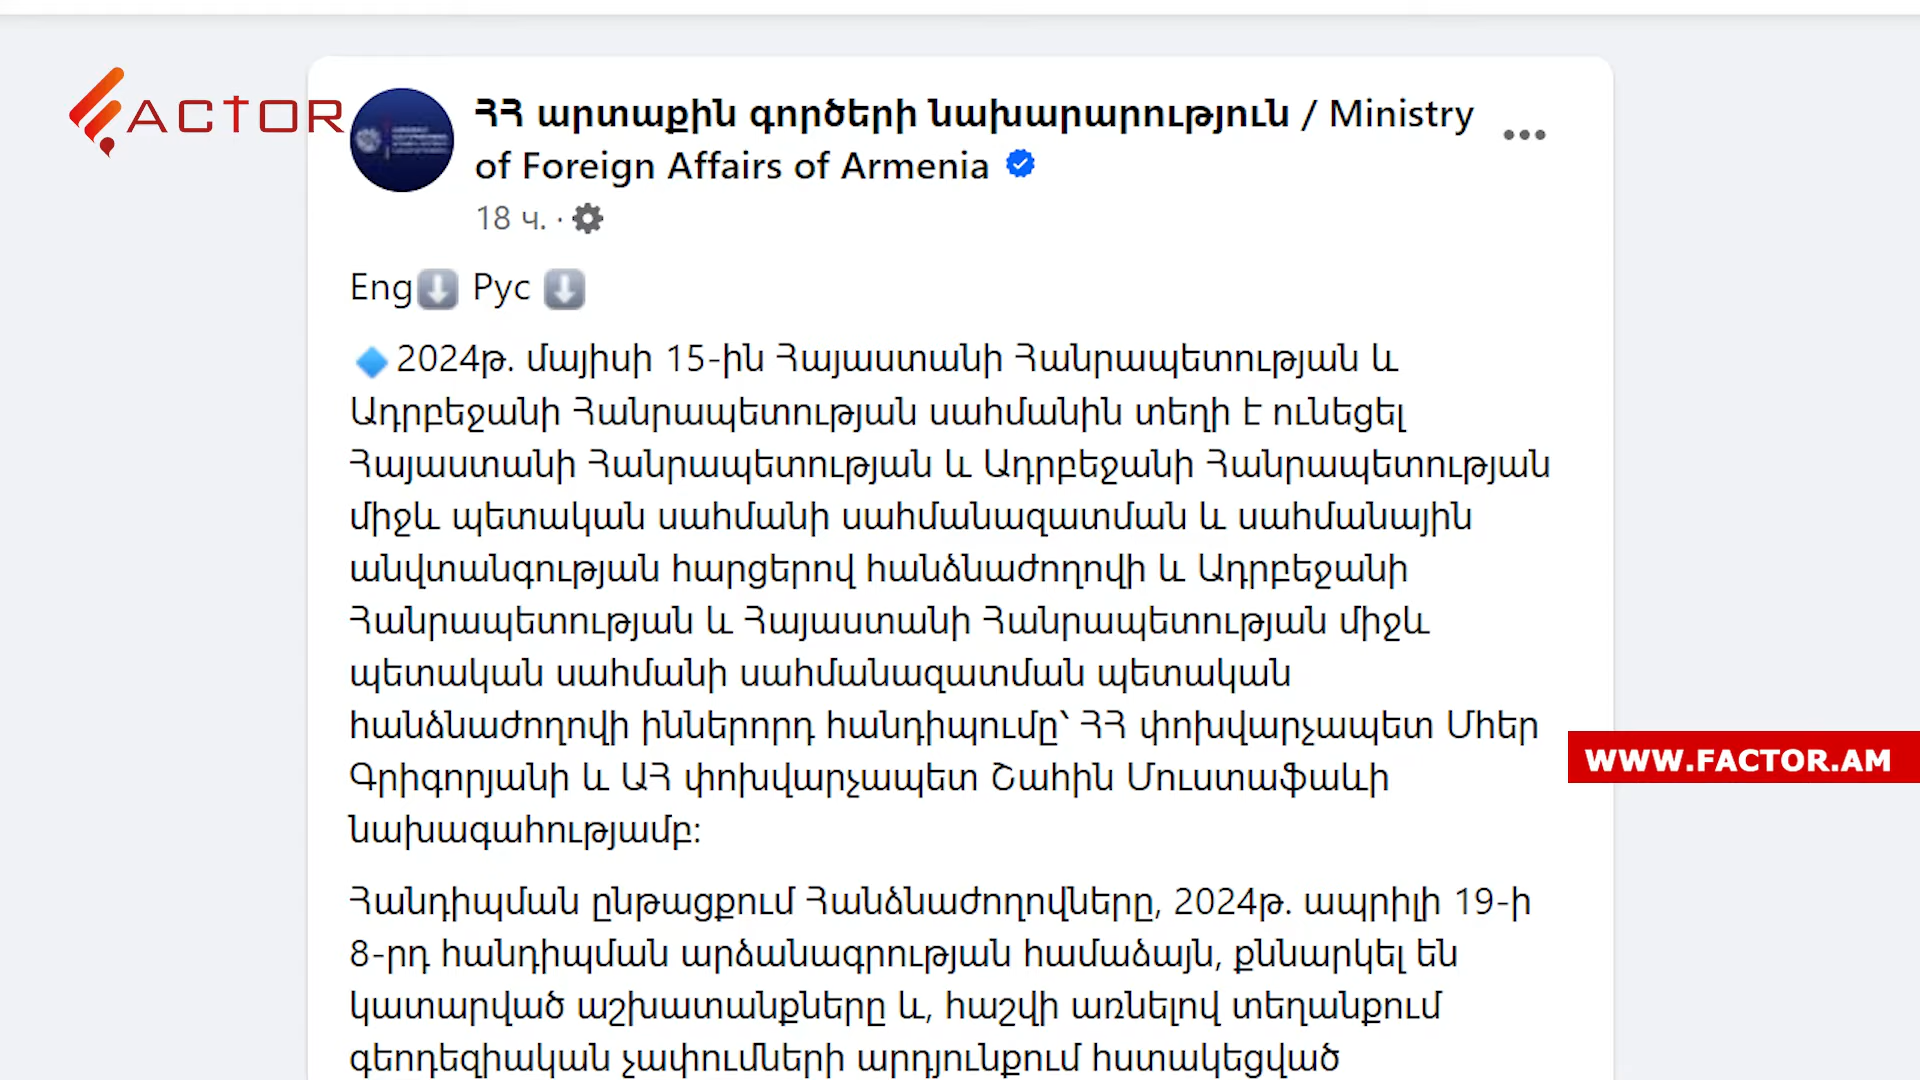 ACTOR
ՀՀ արտաքին գործերի նախարարություն / Ministry
of Foreign Affairs of Armenia
18 ч. ·
Eng⬇ Рус ⬇
🔷2024թ. մայիսի 15-ին Հայաստանի Հանրապետության և
Ադրբեջանի Հանրապետության սահմանին տեղի է ունեցել
Հայաստանի Հանրապետության և Ադրբեջանի Հանրապետության
միջև պետական սահմանի սահմանազատման և սահմանային
անվտանգության հարցերով հանձնաժողովի և Ադրբեջանի
Հանրապետության և Հայաստանի Հանրապետության միջև
պետական սահմանի սահմանազատման պետական
հանձնաժողովի իններորդ հանդիպումը՝ ՀՀ փոխվարչապետ Մհեր
Գրիգորյանի և ԱՀ փոխվարչապետ Շահին Մուստաֆաևի
նախագահությամբ:
WWW.FACTOR.AM
Հանդիպման ընթացքում Հանձնաժողովները, 2024թ. ապրիլի 19-ի
8-րդ հանդիպման արձանագրության համաձայն, քննարկել են
կատարված աշխատանքները և, հաշվի առնելով տեղանքում
գեոդեզիական չափումների արդյունքում հստակեցված